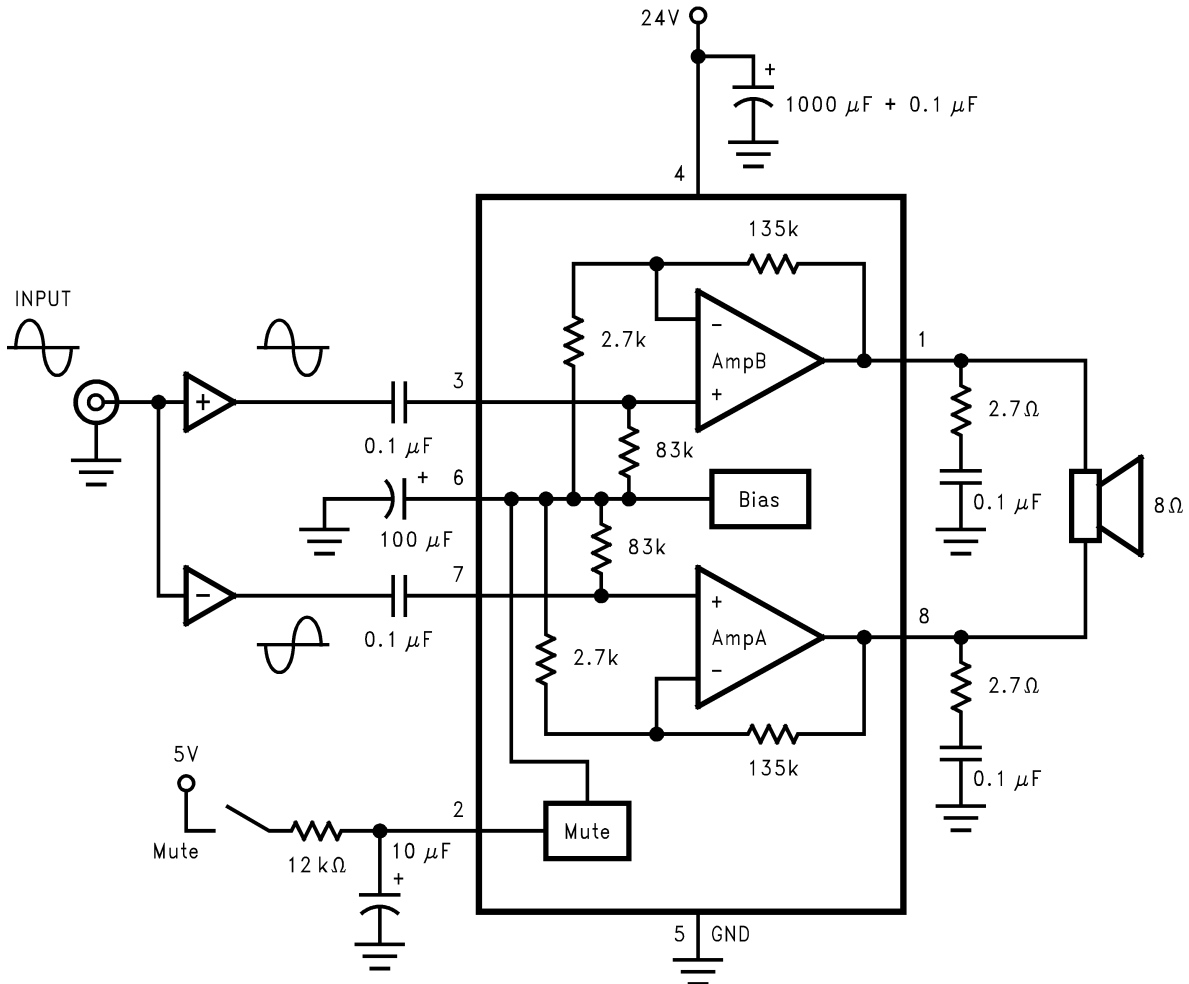 24V
+
1000 μF + 0.1 μF
4
135k
INPUT
2.7k
−
AmpB
+
1
3
+
0.1 μF
83k
2.7Ω
6
+
Bias
0.1 μF
8Ω
100 μF
83k
7
−
0.1 μF
+
AmpA
−
8
2.7k
2.7Ω
135k
0.1 μF
5V
2
Mute
Mute
12kΩ
10 μF
+
5 GND